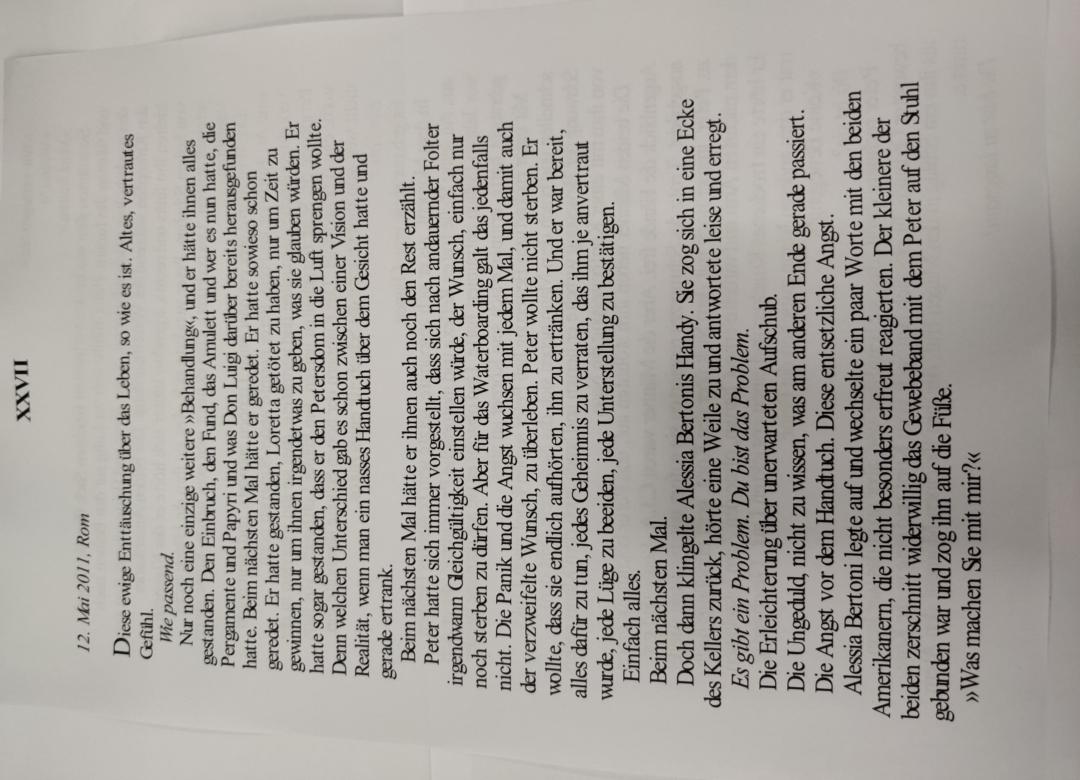 XXVII
12. Mai 2011, Rom
Diese ewige Enttäuschung über das Leben, so wie es ist. Altes, vertrautes
Gefühl.
Wie passend.
Nur noch eine einzige weitere »Behandlung«, und er hätte ihnen alles
gestanden. Den Einbruch, den Fund, das Amulett und wer es nun hatte, die
Pergamente und Papyri und was Don Luigi darüber bereits herausgefunden
hatte. Beim nächsten Mal hätte er geredet. Er hatte sowieso schon
geredet. Er hatte gestanden, Loretta getötet zu haben, nur um Zeit zu
gewinnen, nur um ihnen irgendetwas zu geben, was sie glauben würden. Er
hatte sogar gestanden, dass er den Petersdom in die Luft sprengen wollte.
Denn welchen Unterschied gab es schon zwischen einer Vision und der
Realität, wenn man ein nasses Handtuch über dem Gesicht hatte und
gerade ertrank.
Beim nächsten Mal hätte er ihnen auch noch den Rest erzählt.
Peter hatte sich immer vorgestellt, dass sich nach andauernder Folter
irgendwann Gleichgültigkeit einstellen würde, der Wunsch, einfach nur
noch sterben zu dürfen. Aber für das Waterboarding galt das jedenfalls
nicht. Die Panik und die Angst wuchsen mit jedem Mal, und damit auch
der verzweifelte Wunsch, zu überleben. Peter wollte nicht sterben. Er
wollte, dass sie endlich aufhörten, ihn zu ertränken. Und er war bereit,
alles dafür zu tun, jedes Geheimnis zu verraten, das ihm je anvertraut
wurde, jede Lüge zu beeiden, jede Unterstellung zu bestätigen.
Einfach alles.
Beim nächsten Mal.
Doch dann klingelte Alessia Bertonis Handy. Sie zog sich in eine Ecke
des Kellers zurück, hörte eine Weile zu und antwortete leise und erregt.
Es gibt ein Problem. Du bist das Problem.
Die Erleichterung über unerwarteten Aufschub.
Die Ungeduld, nicht zu wissen, was am anderen Ende gerade passiert.
Die Angst vor dem Handtuch. Diese entsetzliche Angst.
Alessia Bertoni legte auf und wechselte ein paar Worte mit den beiden
Amerikanern, die nicht besonders erfreut reagierten. Der kleinere der
beiden zerschnitt widerwillig das Gewebeband mit dem Peter auf den Stuhl
gebunden war und zog ihn auf die Füße.
»Was machen Sie mit mir?«